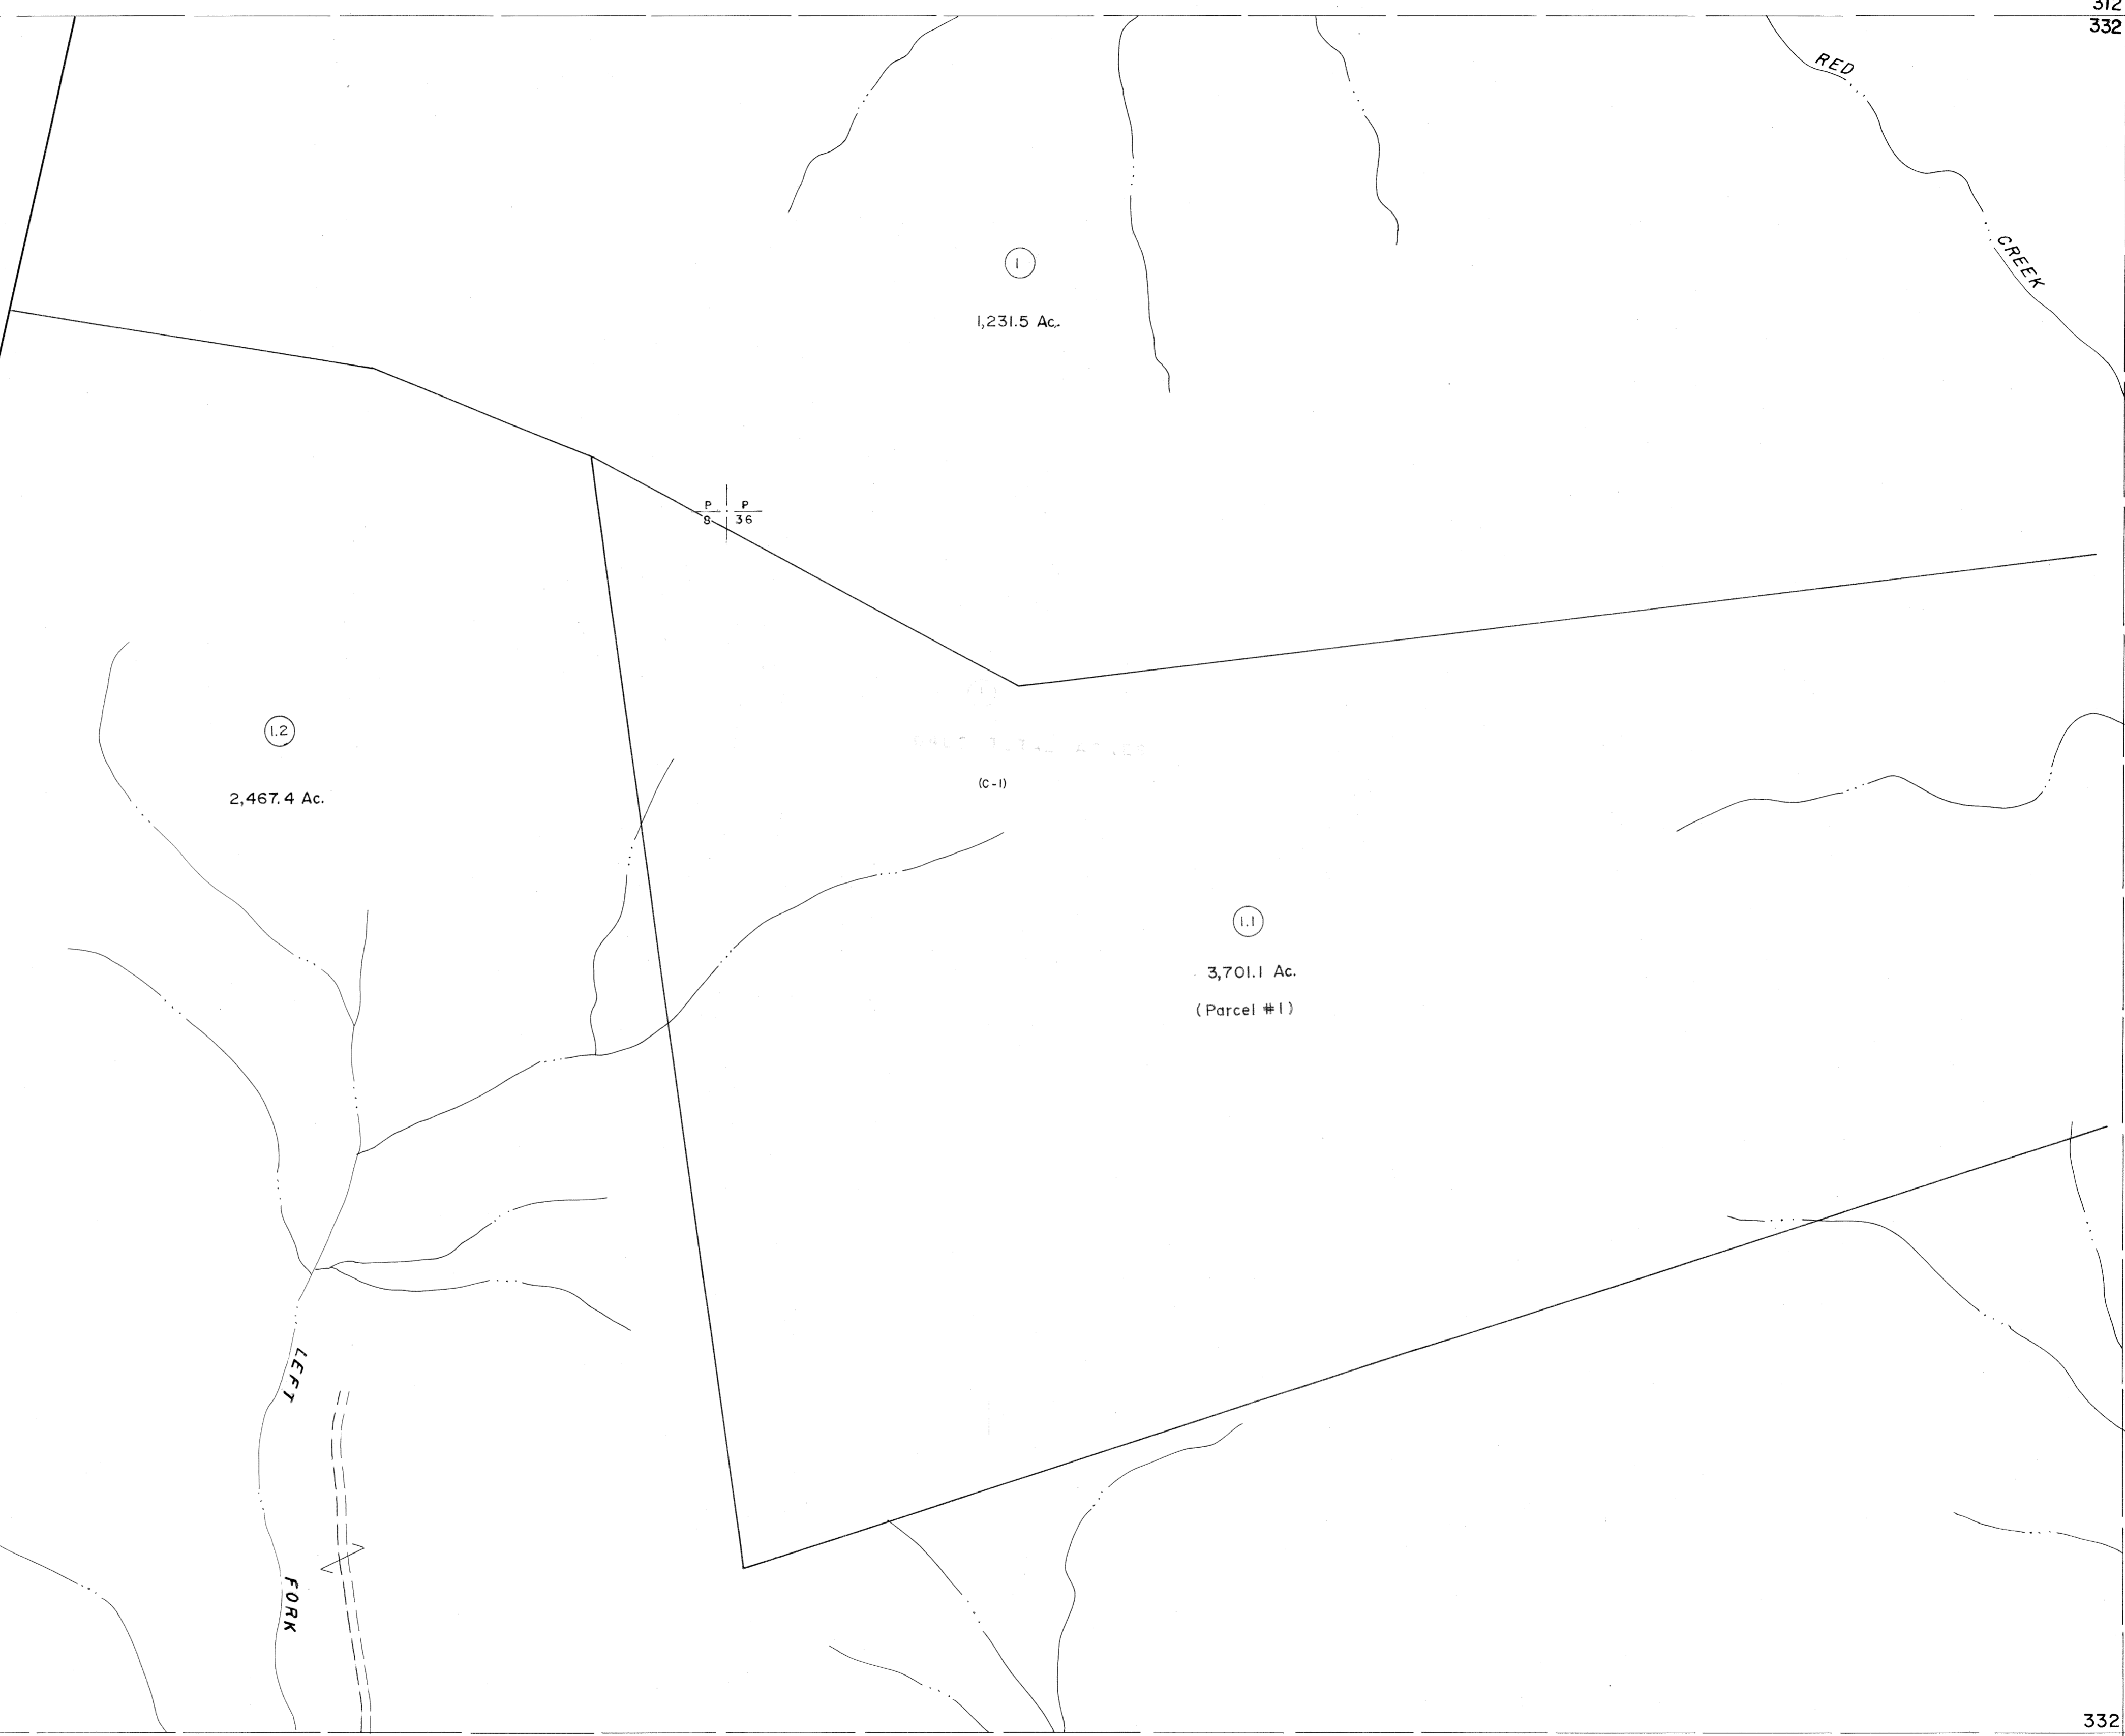 312
332
RED
CREEK
1
1,231.5 Ac.
P P
8 36
1.2
2,467.4 Ac.
(C-1)
1.1
3,701.1 Ac.
(Parcel #1)
LEFT
FORK
332